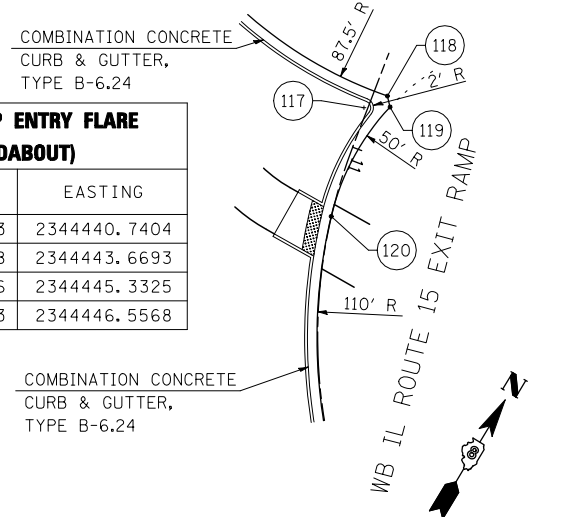 COMBINATION CONCRETE
CURB & GUTTER,
TYPE B-6.24
87.5' R
118
2' R
117
119
50' R
ENTRY FLARE
EASTING
3 2344440.7404
2344443.6693
2344445.3325
3 2344446.5568
120
110' R
WB IL ROUTE 15 EXIT RAMP
COMBINATION CONCRETE
CURB & GUTTER,
TYPE B-6.24
N